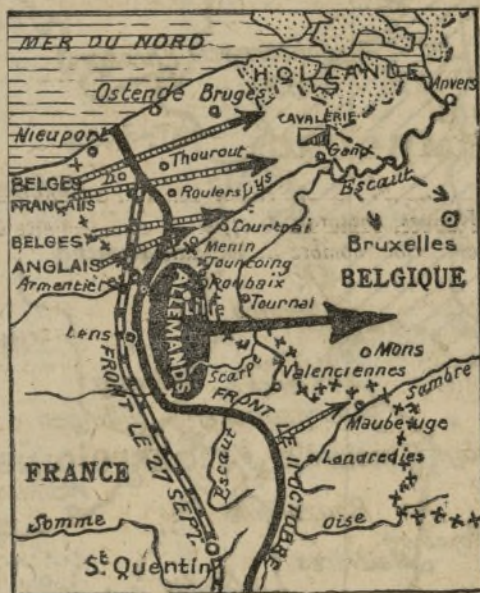 MER DU NORD
HOLLANDE
Ostende
Bruges
Anvers
Nieuport
CAVALERIE
Thourout
Gand
Escaut
BELGES
FRANÇAIS
Roulers
Lys
BELGES
Courtrai
Bruxelles
ANGLAIS
Menin
Tourcoing
BELGIQUE
Armentier
Roubaix
Tournai
ALLEMANDS
Lens
Mons
Scarpe
Valenciennes
Sambre
FRONT LE 27 SEPT.
FRONT LE 11 OCTOBRE
Maubeuge
Landrecies
FRANCE
Escaut
Somme
Oise
St Quentin